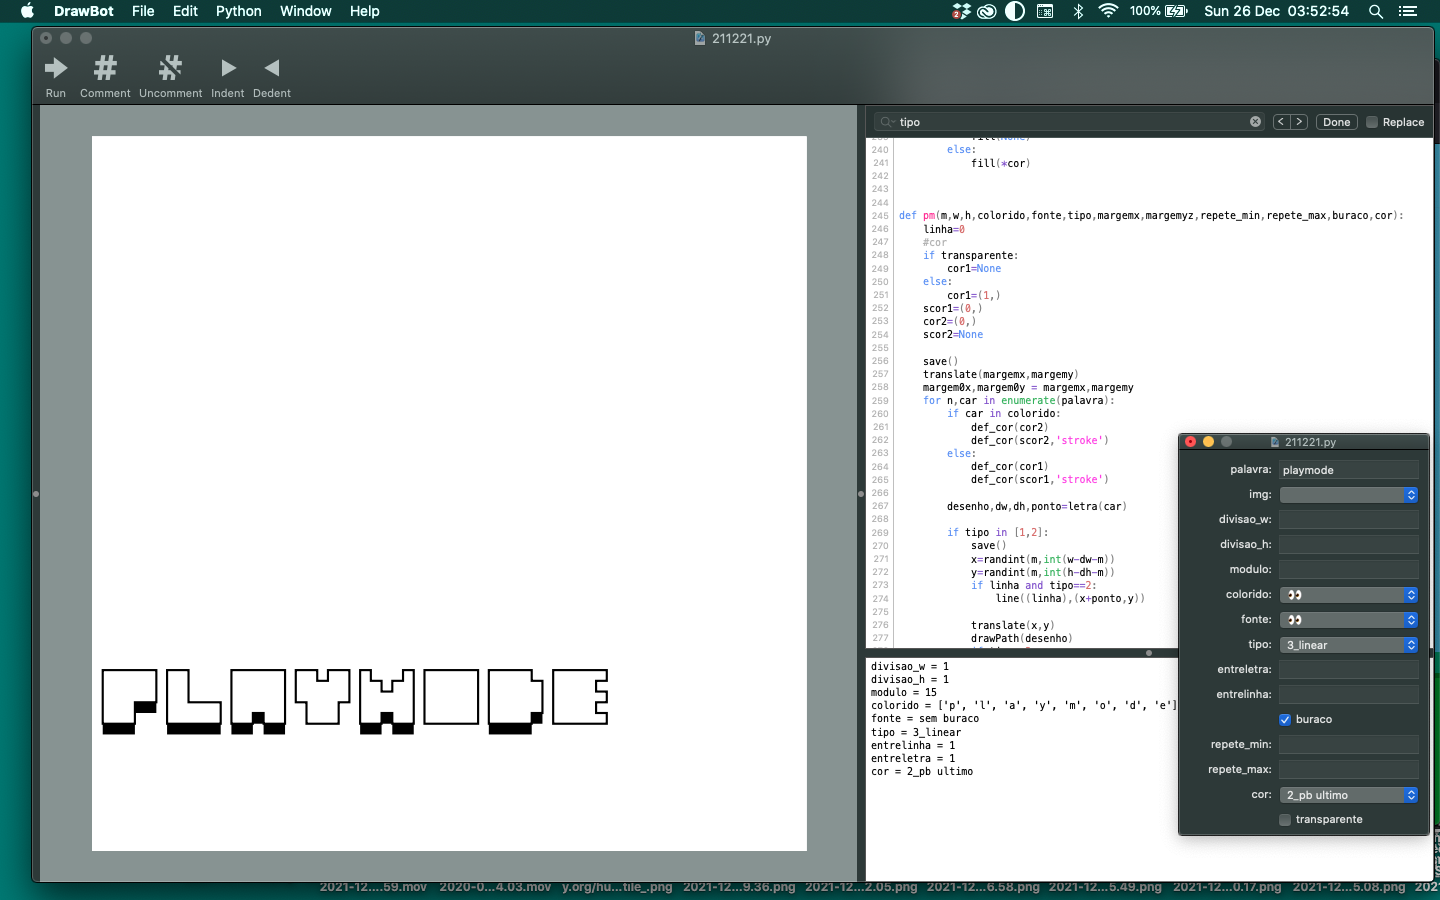 DrawBot File Edit Python Window Help
2 100% Sun 26 Dec 03:52:54
211221.py
Run Comment Uncomment Indent Dedent
tipo
< > Done Replace
240 else:
241 fill(*cor)
242
243
244
245 def pm(m,w,h,colorido,fonte,tipo,margemx,margemyz,repete_min,repete_max,buraco,cor):
246 linha=0
247 #cor
248 if transparente:
249 cor1=None
250 else:
251 cor1=(1,)
252 scor1=(0,)
253 cor2=(0,)
254 scor2=None
255
256 save()
257 translate(margemx,margemy)
258 margem0x,margem0y = margemx,margemy
259 for n,car in enumerate(palavra):
260 if car in colorido:
261 def_cor(cor2)
262 def_cor(scor2,'stroke')
263 else:
264 def_cor(cor1)
265 def_cor(scor1,'stroke')
266
267 desenho,dw,dh,ponto=letra(car)
268
269 if tipo in [1,2]:
270 save()
271 x=randint(m,int(w-dw-m))
272 y=randint(m,int(h-dh-m))
273 if linha and tipo==2:
274 line((linha),(x+ponto,y))
275
276 translate(x,y)
277 drawPath(desenho)
PLAYMODE
divisao_w = 1
divisao_h = 1
modulo = 15
colorido = ['p', 'l', 'a', 'y', 'm', 'o', 'd', 'e']
fonte = sem buraco
tipo = 3_linear
entrelinha = 1
entreletra = 1
cor = 2_pb ultimo
211221.py
palavra: playmode
img:
divisao_w:
divisao_h:
modulo:
colorido: 👀
fonte: 👀
tipo: 3_linear
entreletra:
entrelinha:
buraco
repete_min:
repete_max:
cor: 2_pb ultimo
transparente
2021-12....59.mov 2020-0...4.03.mov y.org/hu...tile_.png 2021-12...9.36.png 2021-12...2.05.png 2021-12...6.58.png 2021-12...5.49.png 2021-12...0.17.png 2021-12...5.08.png